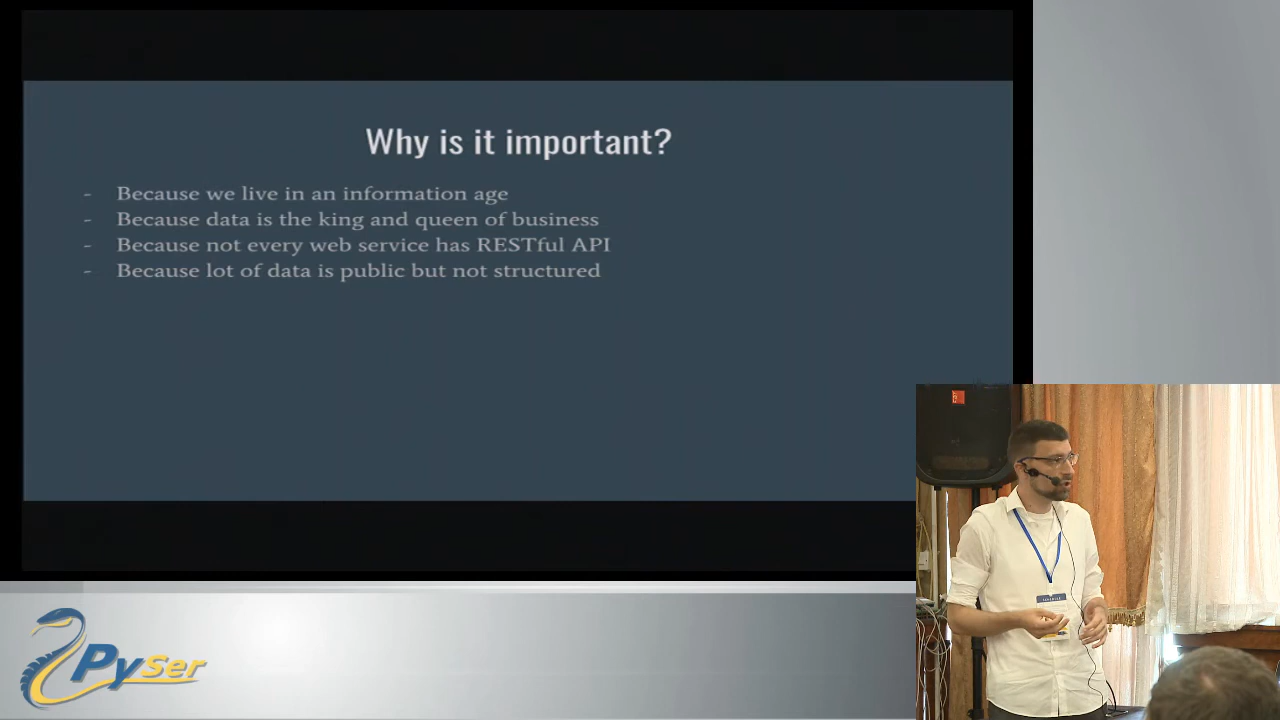 Why is it important?
- Because we live in an information age
- Because data is the king and queen of business
- Because not every web service has RESTful API
- Because lot of data is public but not structured
PySer